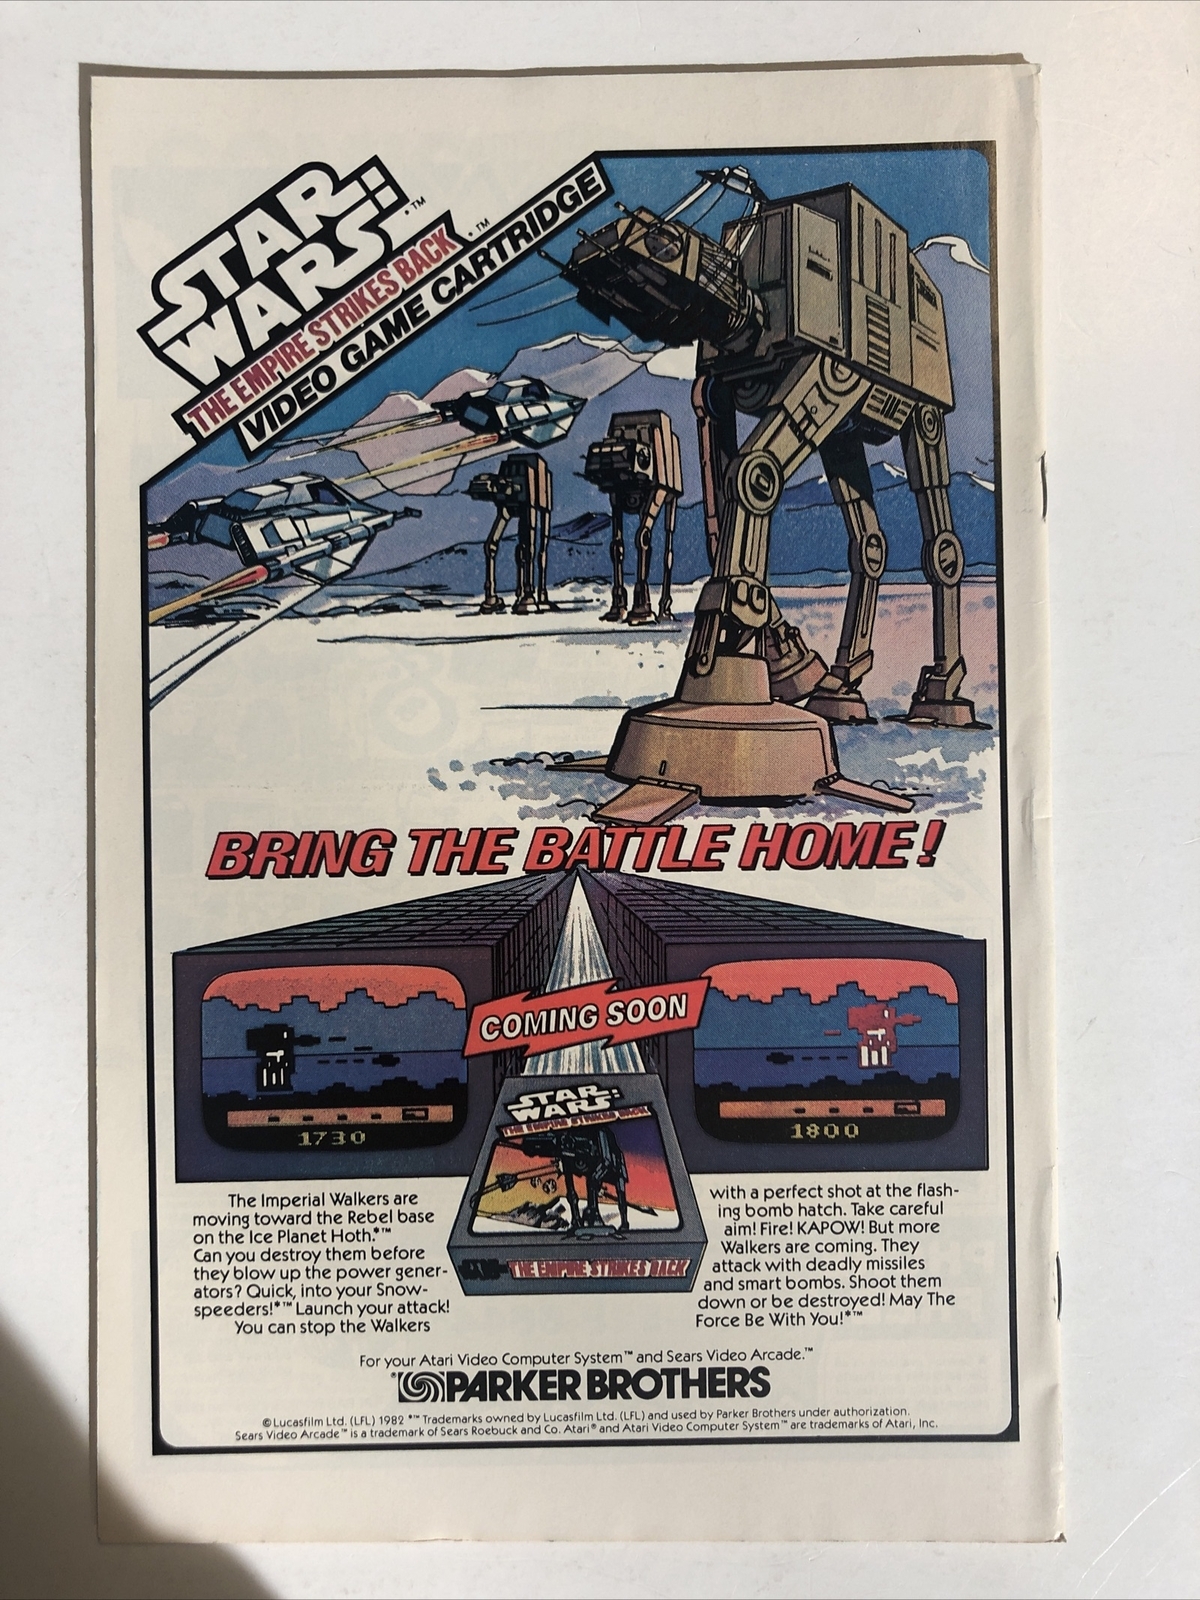 STAR
WARS:*™
THE EMPIRE STRIKES BACK*™
VIDEO GAME CARTRIDGE
BRING THE BATTLE HOME!
COMING SOON
1730
1800
STAR
WARS:
THE EMPIRE STRIKES BACK
THE EMPIRE STRIKES BACK
The Imperial Walkers are
moving toward the Rebel base
on the Ice Planet Hoth.*™
Can you destroy them before
they blow up the power gener-
ators? Quick, into your Snow-
speeders!*™ Launch your attack!
You can stop the Walkers
with a perfect shot at the flash-
ing bomb hatch. Take careful
aim! Fire! KAPOW! But more
Walkers are coming. They
attack with deadly missiles
and smart bombs. Shoot them
down or be destroyed! May The
Force Be With You!*™
For your Atari Video Computer System™ and Sears Video Arcade.™
®PARKER BROTHERS
©Lucasfilm Ltd. (LFL) 1982 *™ Trademarks owned by Lucasfilm Ltd. (LFL) and used by Parker Brothers under authorization.
Sears Video Arcade™ is a trademark of Sears Roebuck and Co. Atari® and Atari Video Computer System™ are trademarks of Atari, Inc.